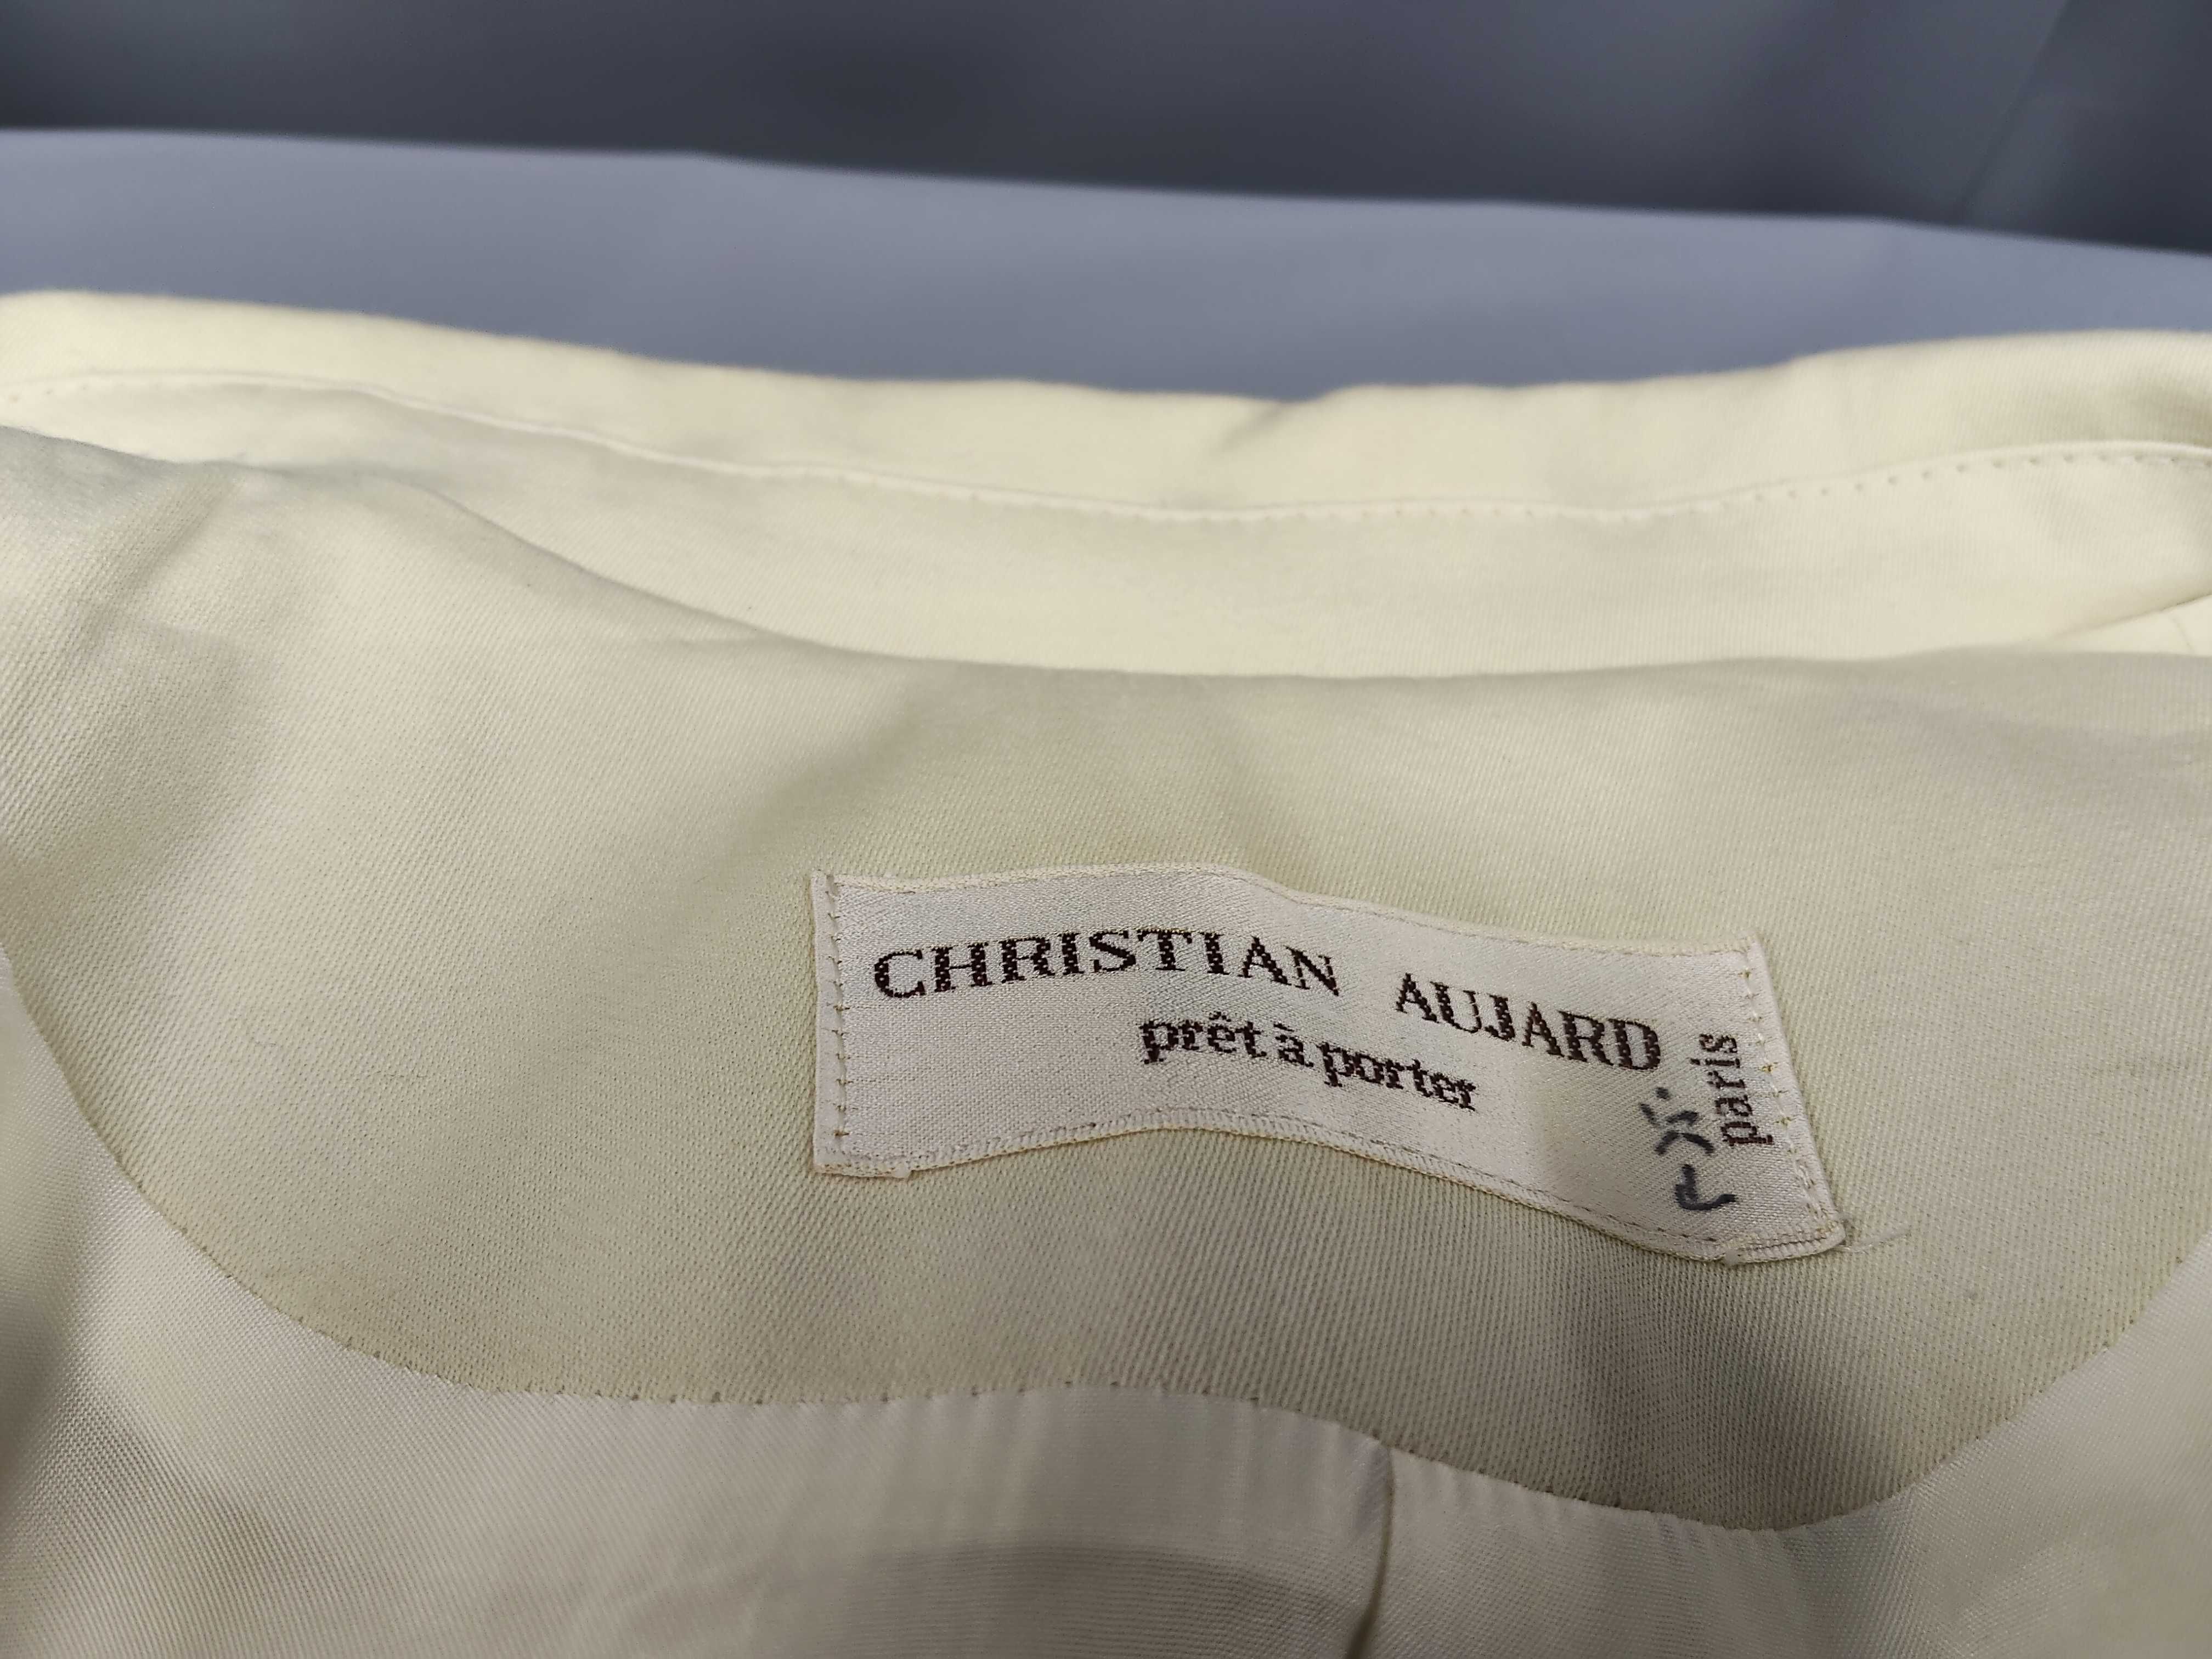 CHRISTIAN AUJARD
prêt à porter
paris